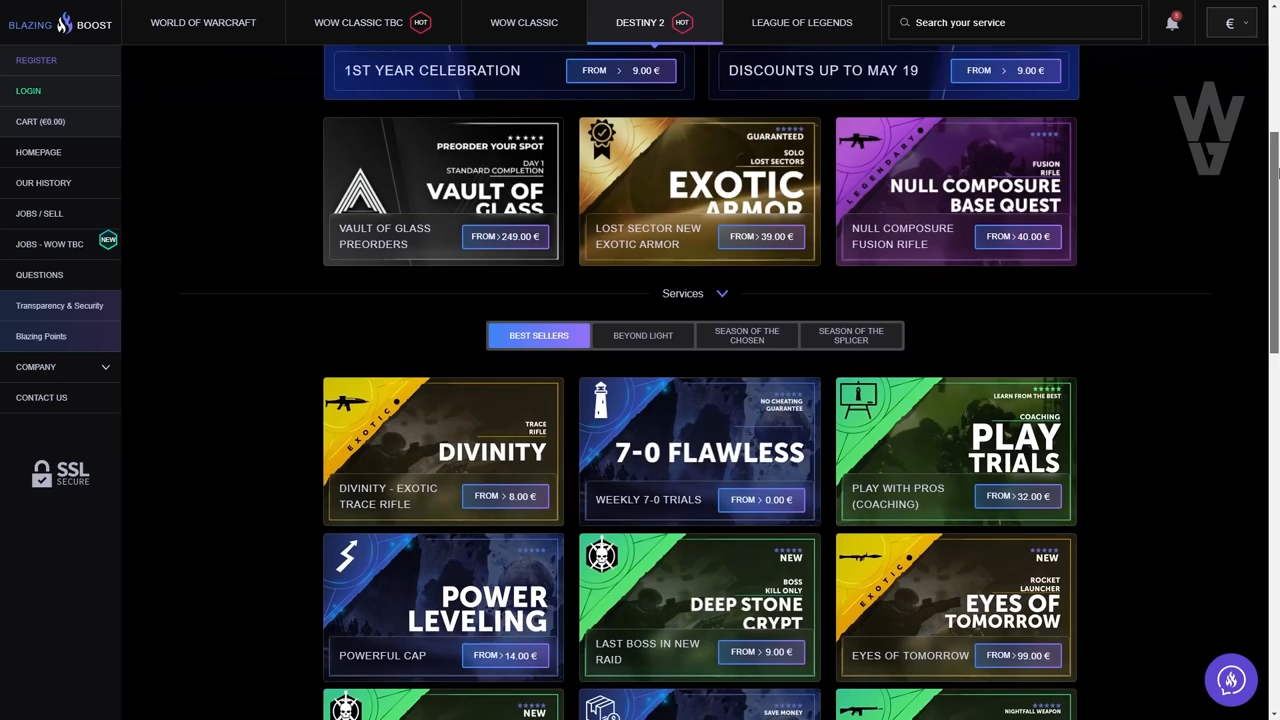 BLAZING BOOST
WORLD OF WARCRAFT
WOW CLASSIC TBC
HOT
WOW CLASSIC
DESTINY 2
HOT
LEAGUE OF LEGENDS
Search your service
€
REGISTER
LOGIN
CART (€0.00)
HOMEPAGE
OUR HISTORY
JOBS / SELL
JOBS - WOW TBC
NEW
QUESTIONS
Transparency & Security
Blazing Points
COMPANY
CONTACT US
SSL
SECURE
1ST YEAR CELEBRATION
FROM > 9.00 €
DISCOUNTS UP TO MAY 19
FROM > 9.00 €
PREORDER YOUR SPOT
DAY 1
STANDARD COMPLETION
VAULT OF
GLASS
VAULT OF GLASS
PREORDERS
FROM > 249.00 €
GUARANTEED
SOLO
LOST SECTORS
EXOTIC
ARMOR
LOST SECTOR NEW
EXOTIC ARMOR
FROM > 39.00 €
LEGENDARY
FUSION
RIFLE
NULL COMPOSURE
BASE QUEST
NULL COMPOSURE
FUSION RIFLE
FROM > 40.00 €
Services
BEST SELLERS
BEYOND LIGHT
SEASON OF THE
CHOSEN
SEASON OF THE
SPLICER
EXOTIC
TRACE
RIFLE
DIVINITY
DIVINITY - EXOTIC
TRACE RIFLE
FROM > 8.00 €
NO CHEATING
GUARANTEE
7-0 FLAWLESS
WEEKLY 7-0 TRIALS
FROM > 0.00 €
LEARN FROM THE BEST
COACHING
PLAY
TRIALS
PLAY WITH PROS
(COACHING)
FROM > 32.00 €
POWER
LEVELING
POWERFUL CAP
FROM > 14.00 €
NEW
BOSS
KILL ONLY
DEEP STONE
CRYPT
LAST BOSS IN NEW
RAID
FROM > 9.00 €
EXOTIC
NEW
ROCKET
LAUNCHER
EYES OF
TOMORROW
EYES OF TOMORROW
FROM > 99.00 €
NEW
SAVE MONEY
NIGHTFALL WEAPON